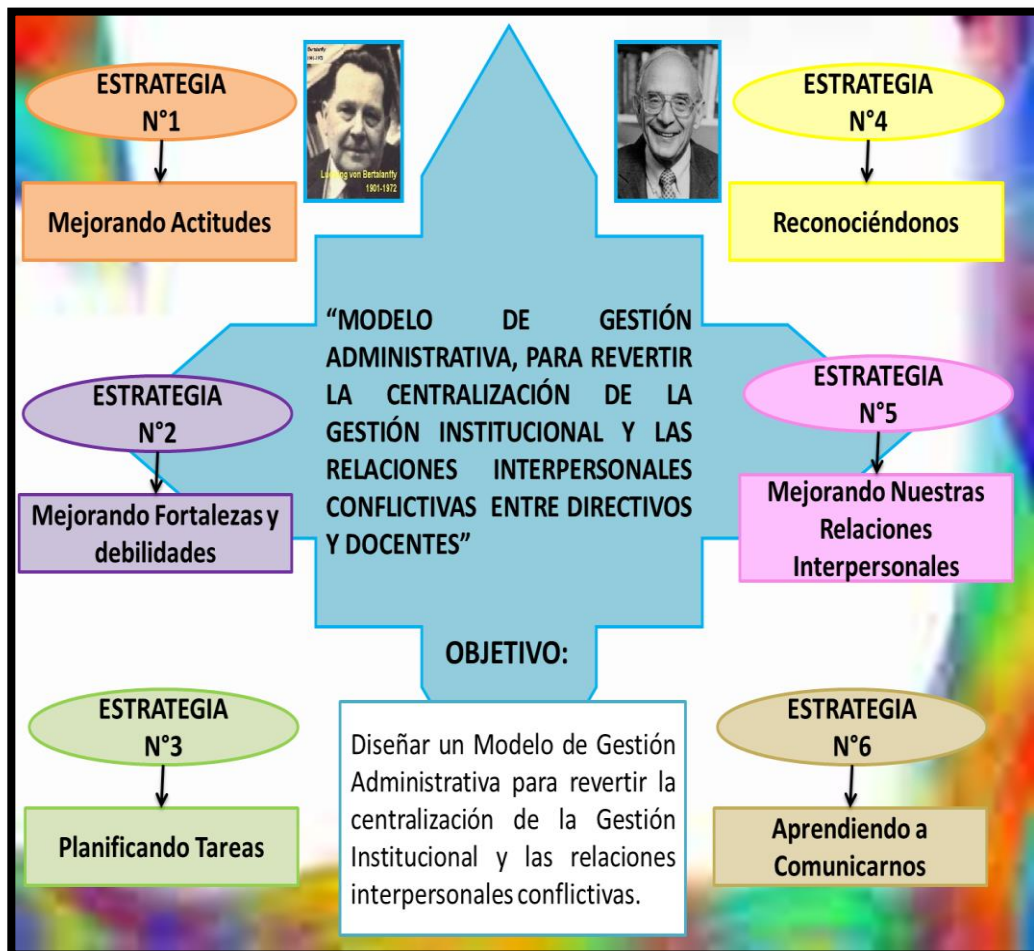 ESTRATEGIA
N°1
Mejorando Actitudes
ESTRATEGIA
N°2
Mejorando Fortalezas y
debilidades
ESTRATEGIA
N°3
Planificando Tareas
Bertalanffy
1901-1972
Ludwig von Bertalanffy
1901-1972
“MODELO DE GESTIÓN
ADMINISTRATIVA, PARA REVERTIR
LA CENTRALIZACIÓN DE LA
GESTIÓN INSTITUCIONAL Y LAS
RELACIONES INTERPERSONALES
CONFLICTIVAS ENTRE DIRECTIVOS
Y DOCENTES”
OBJETIVO:
Diseñar un Modelo de Gestión
Administrativa para revertir la
centralización de la Gestión
Institucional y las relaciones
interpersonales conflictivas.
ESTRATEGIA
N°4
Reconociéndonos
ESTRATEGIA
N°5
Mejorando Nuestras
Relaciones
Interpersonales
ESTRATEGIA
N°6
Aprendiendo a
Comunicarnos